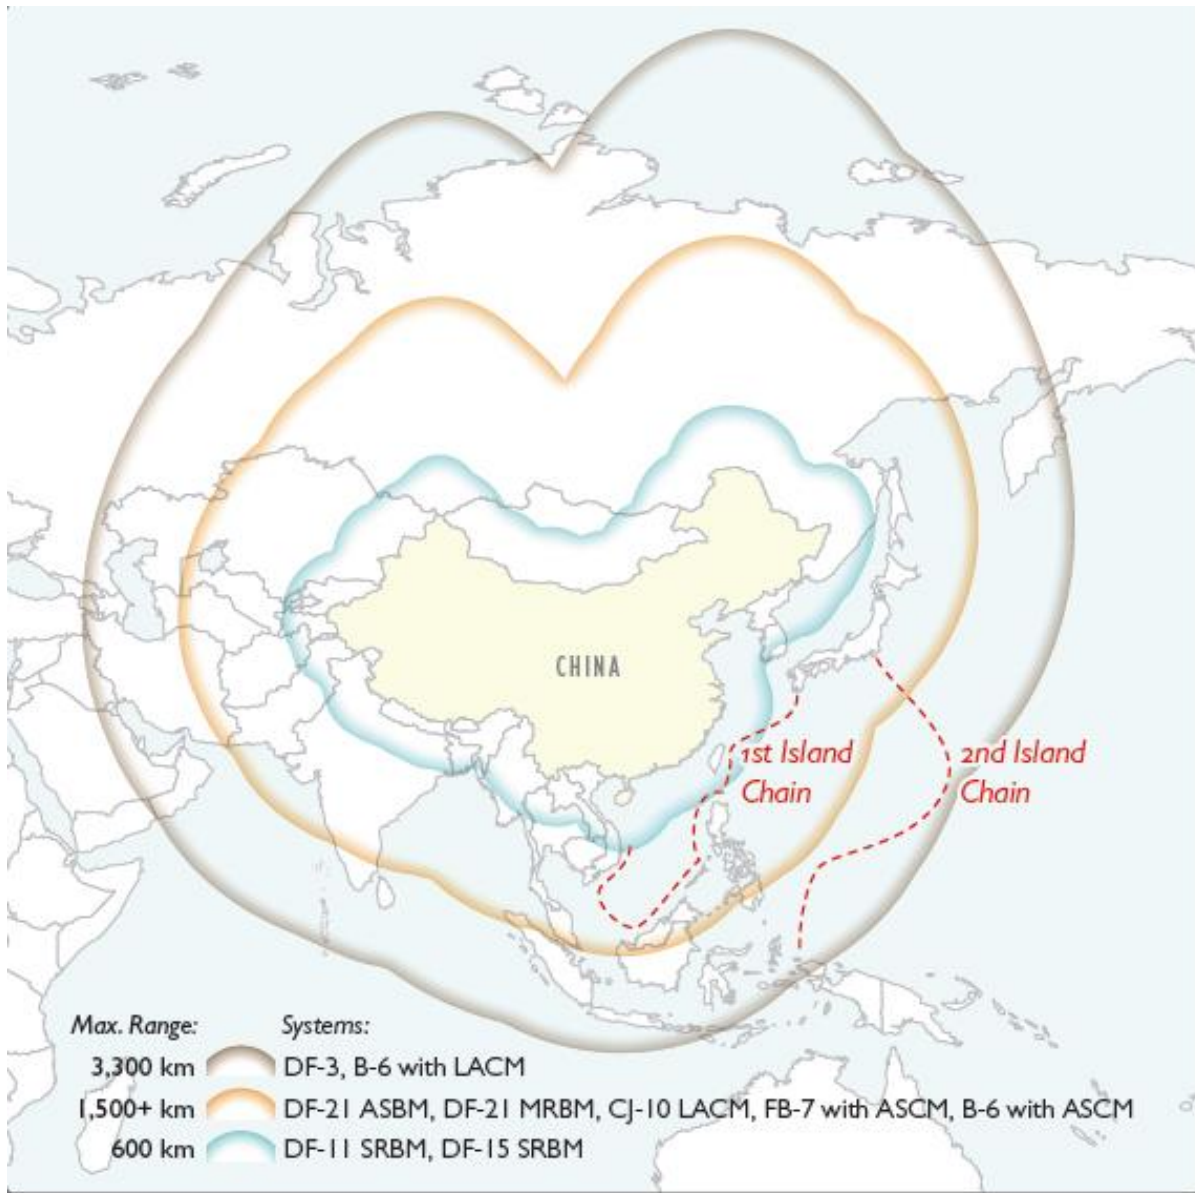 CHINA
1st Island
Chain
2nd Island
Chain
Max. Range: Systems:
3,300 km DF-3, B-6 with LACM
1,500+ km DF-21 ASBM, DF-21 MRBM, CJ-10 LACM, FB-7 with ASCM, B-6 with ASCM
600 km DF-11 SRBM, DF-15 SRBM